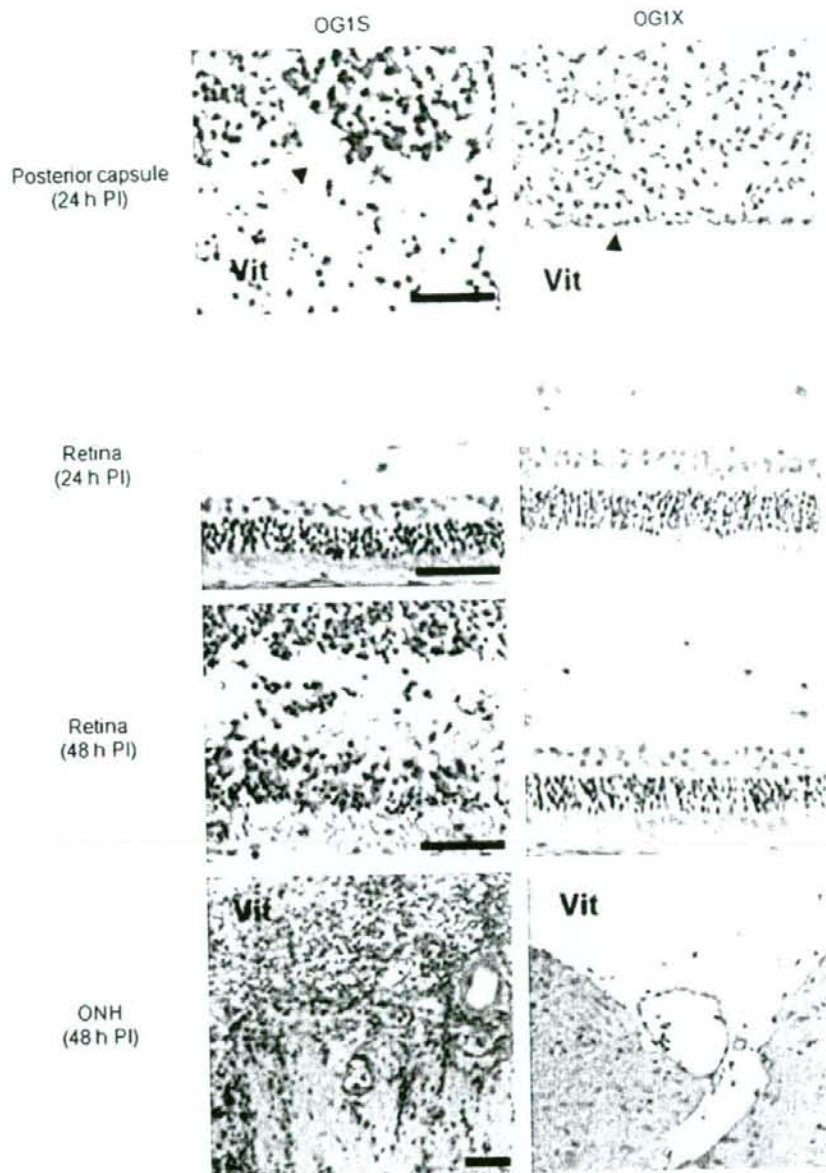 OG1S
OG1X
Posterior capsule
(24 h PI)
Vit
Vit
Retina
(24 h PI)
Retina
(48 h PI)
Vit
Vit
ONH
(48 h PI)